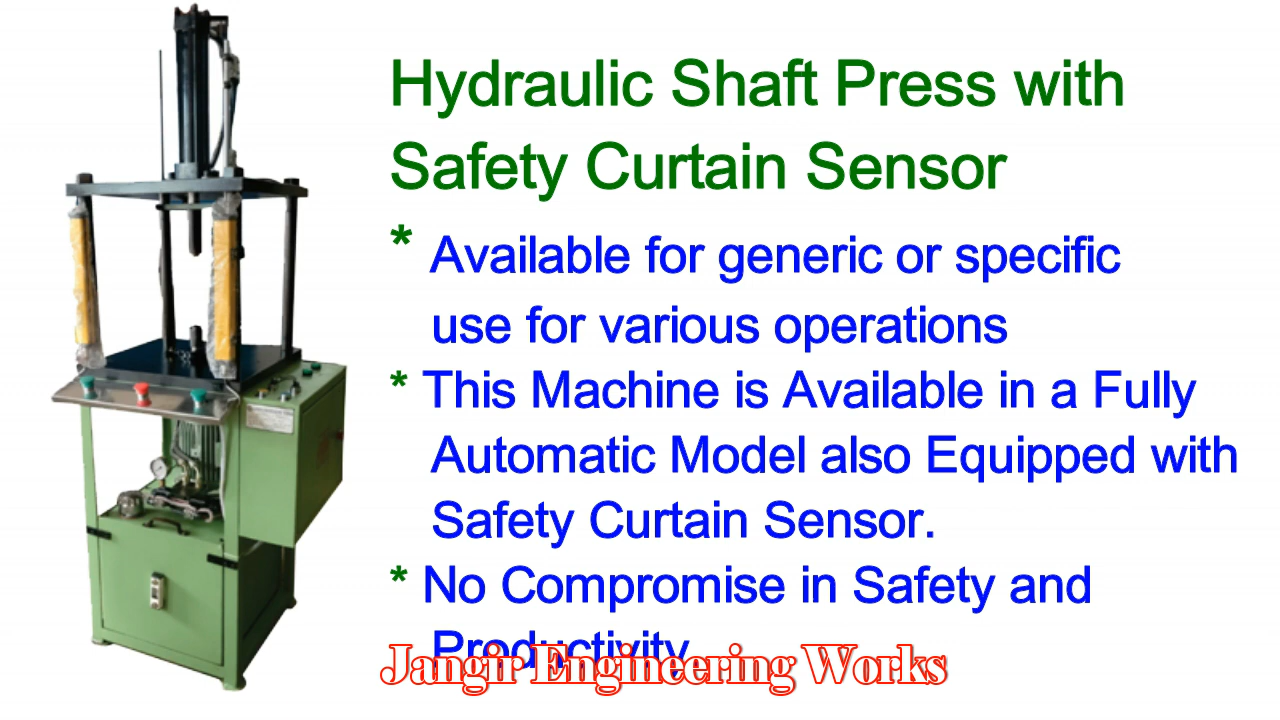 Hydraulic Shaft Press with
Safety Curtain Sensor
* Available for generic or specific
use for various operations
* This Machine is Available in a Fully
Automatic Model also Equipped with
Safety Curtain Sensor.
* No Compromise in Safety and
Productivity
Jangir Engineering Works